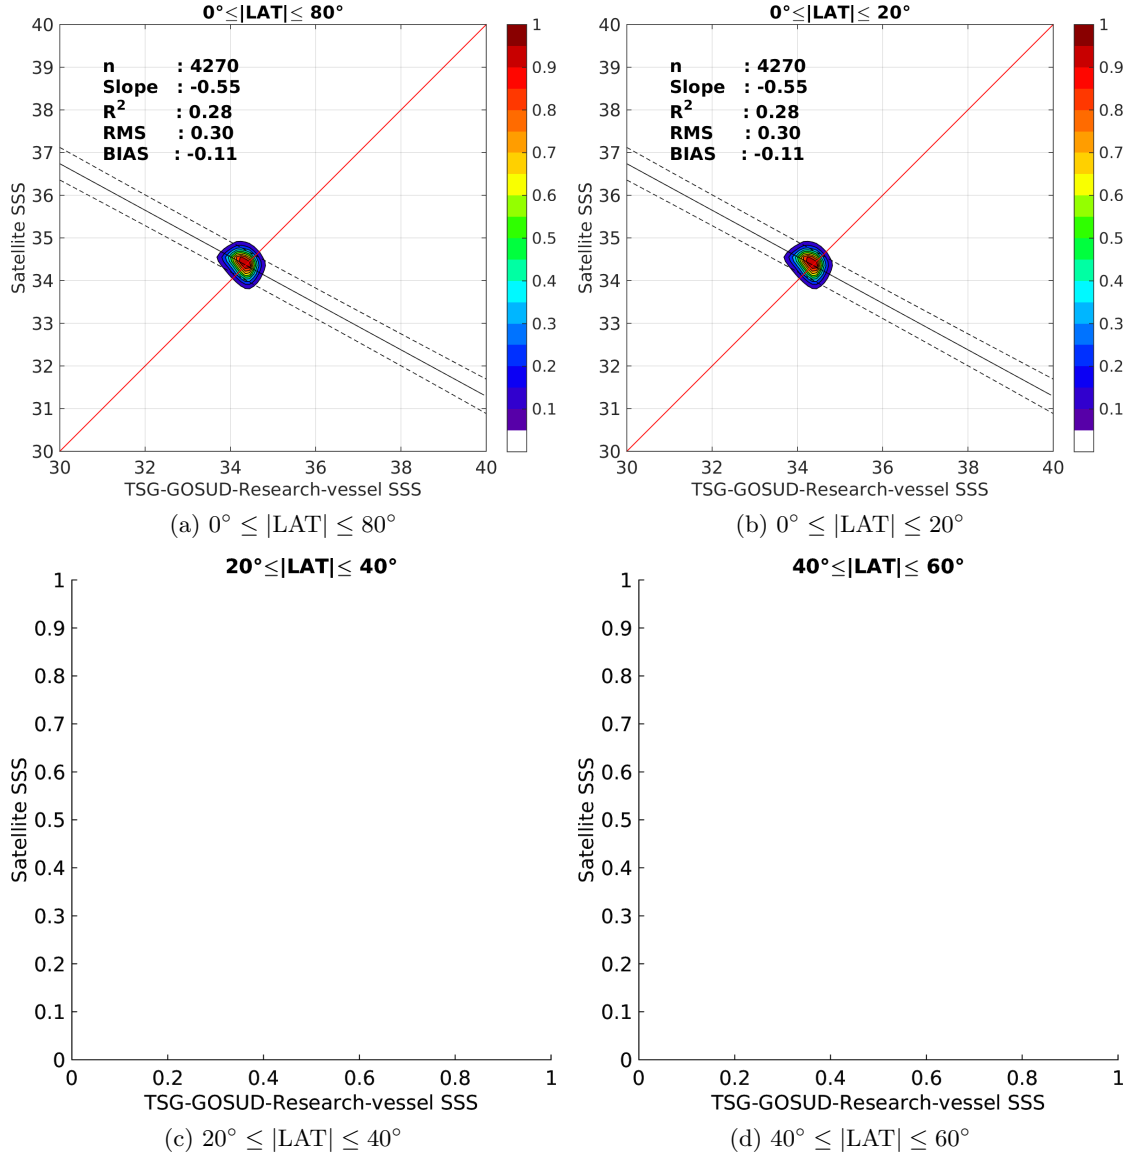 0°≤|LAT|≤ 80°
40
39
38
37
36
35
34
33
32
31
30
30 32 34 36 38 40
Satellite SSS
TSG-GOSUD-Research-vessel SSS
n : 4270
Slope : -0.55
R² : 0.28
RMS : 0.30
BIAS : -0.11
1
0.9
0.8
0.7
0.6
0.5
0.4
0.3
0.2
0.1
(a) 0° ≤ |LAT| ≤ 80°
0°≤|LAT|≤ 20°
40
39
38
37
36
35
34
33
32
31
30
30 32 34 36 38 40
Satellite SSS
TSG-GOSUD-Research-vessel SSS
n : 4270
Slope : -0.55
R² : 0.28
RMS : 0.30
BIAS : -0.11
1
0.9
0.8
0.7
0.6
0.5
0.4
0.3
0.2
0.1
(b) 0° ≤ |LAT| ≤ 20°
20°≤|LAT|≤ 40°
1
0.9
0.8
0.7
0.6
0.5
0.4
0.3
0.2
0.1
0
0 0.2 0.4 0.6 0.8 1
Satellite SSS
TSG-GOSUD-Research-vessel SSS
(c) 20° ≤ |LAT| ≤ 40°
40°≤|LAT|≤ 60°
1
0.9
0.8
0.7
0.6
0.5
0.4
0.3
0.2
0.1
0
0 0.2 0.4 0.6 0.8 1
Satellite SSS
TSG-GOSUD-Research-vessel SSS
(d) 40° ≤ |LAT| ≤ 60°